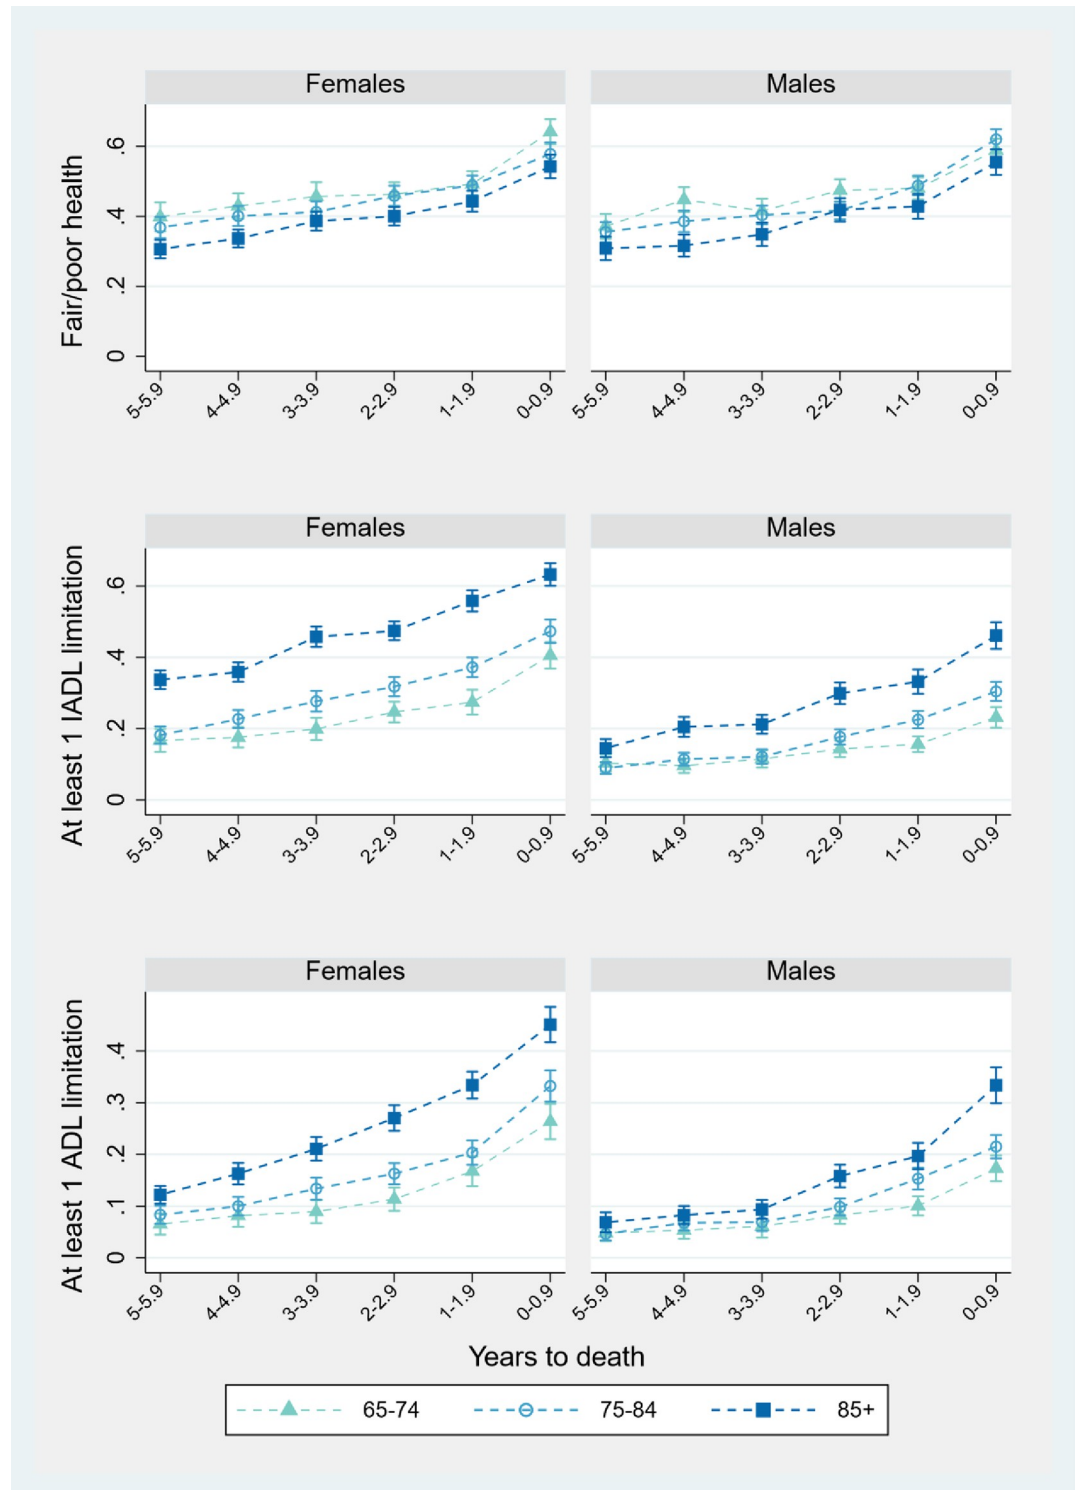 Females Males
Fair/poor health
.6
.4
.2
0
5-5.9 4-4.9 3-3.9 2-2.9 1-1.9 0-0.9 5-5.9 4-4.9 3-3.9 2-2.9 1-1.9 0-0.9
Females Males
At least 1 IADL limitation
.6
.4
.2
0
5-5.9 4-4.9 3-3.9 2-2.9 1-1.9 0-0.9 5-5.9 4-4.9 3-3.9 2-2.9 1-1.9 0-0.9
Females Males
At least 1 ADL limitation
.4
.3
.2
.1
0
5-5.9 4-4.9 3-3.9 2-2.9 1-1.9 0-0.9 5-5.9 4-4.9 3-3.9 2-2.9 1-1.9 0-0.9
Years to death
65-74 75-84 85+